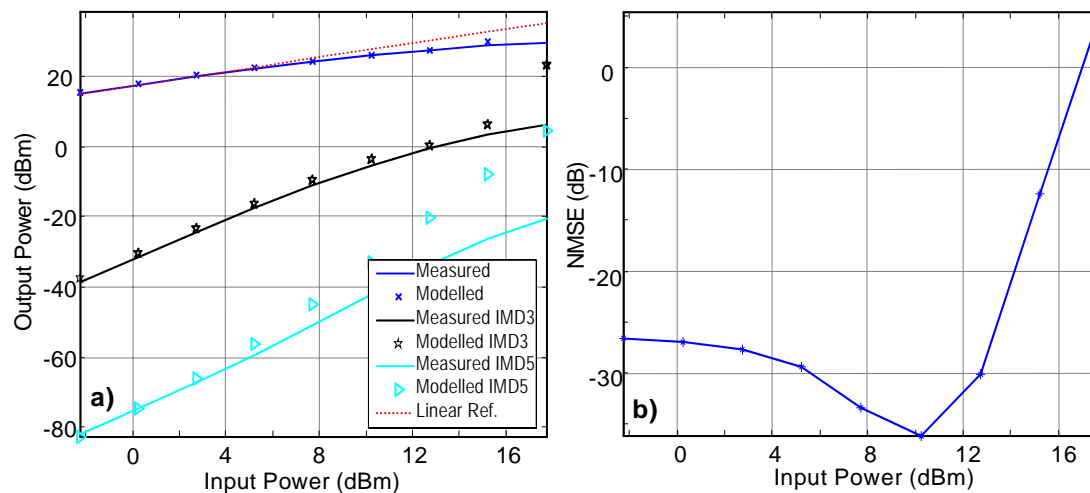 20
0
-20
-40
-60
-80
Output Power (dBm)
0
4
8
12
16
Input Power (dBm)
a)
Measured
Modelled
Measured IMD3
Modelled IMD3
Measured IMD5
Modelled IMD5
Linear Ref.
0
-10
-20
-30
NMSE (dB)
0
4
8
12
16
Input Power (dBm)
b)